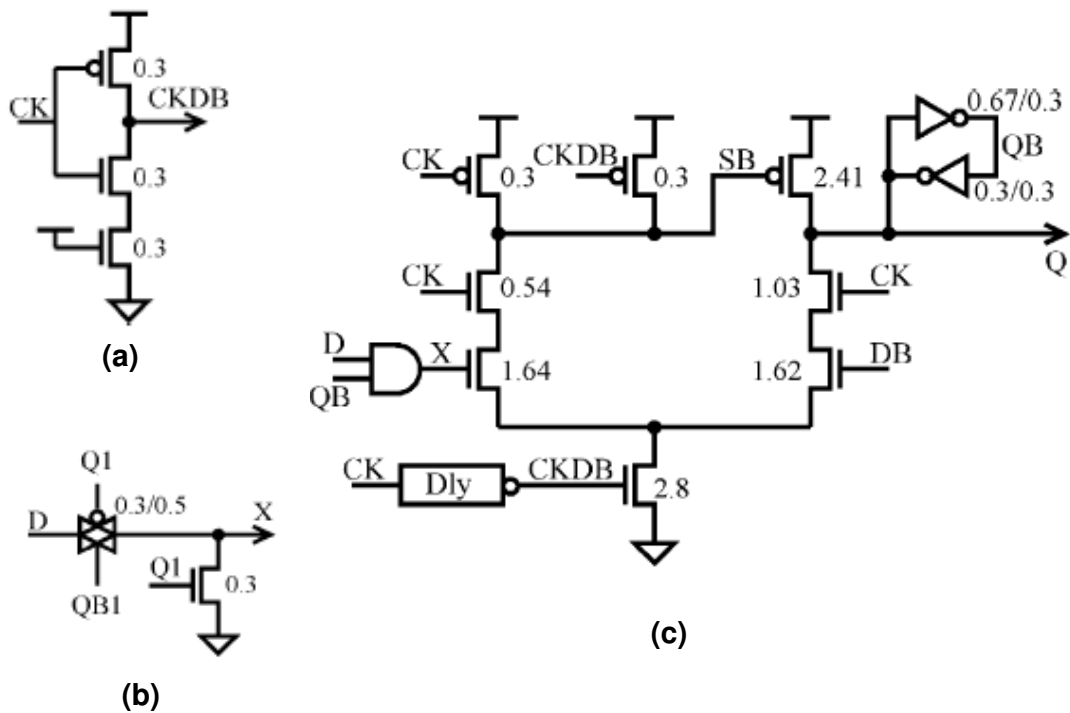 0.3
CK
CKDB
0.3
0.3
(a)
Q1
0.3/0.5
D
X
Q1
0.3
QB1
(b)
0.67/0.3
QB
0.3/0.3
CK
0.3
CKDB
0.3
SB
2.41
Q
CK
0.54
1.03
CK
D
X
QB
1.64
1.62
DB
CK
Dly
CKDB
2.8
(c)